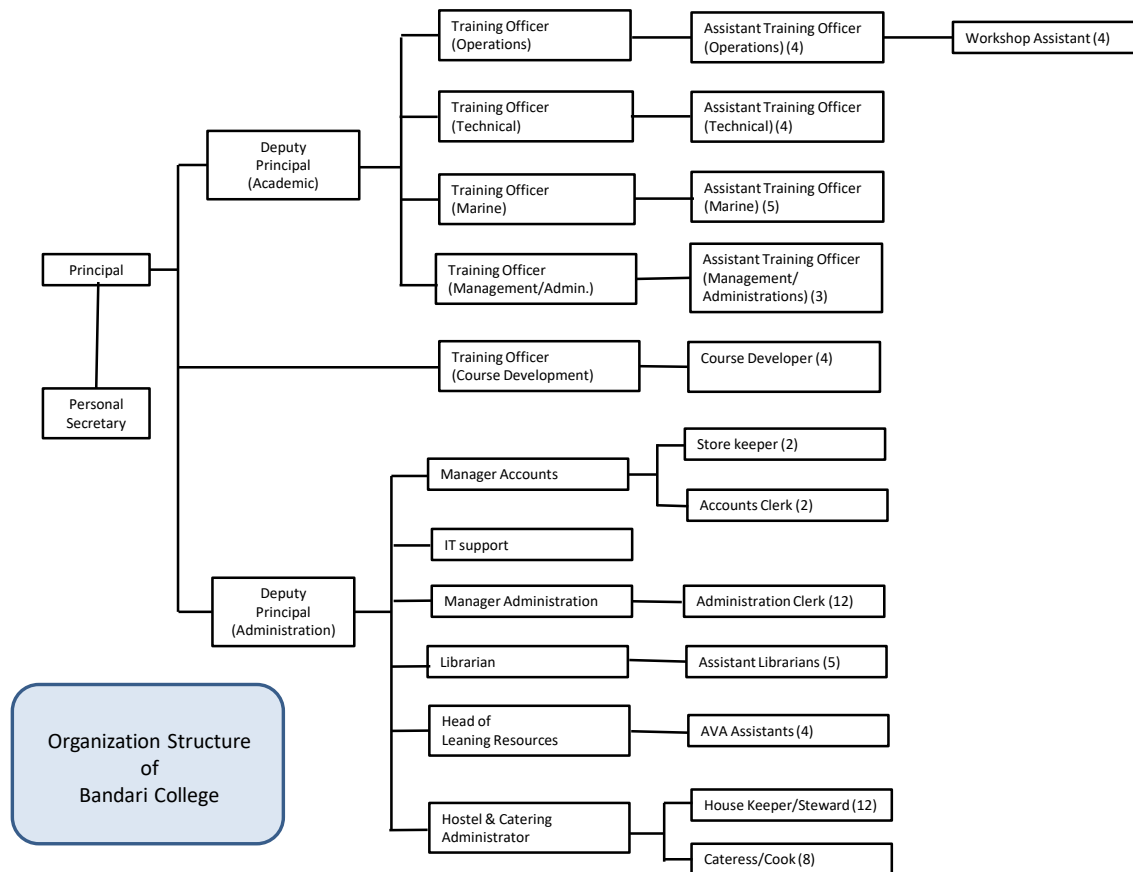 Training Officer
(Operations)
Assistant Training Officer
(Operations) (4)
Workshop Assistant (4)
Training Officer
(Technical)
Assistant Training Officer
(Technical) (4)
Deputy
Principal
(Academic)
Training Officer
(Marine)
Assistant Training Officer
(Marine) (5)
Principal
Training Officer
(Management/Admin.)
Assistant Training Officer
(Management/
Administrations) (3)
Training Officer
(Course Development)
Course Developer (4)
Personal
Secretary
Manager Accounts
Store keeper (2)
Accounts Clerk (2)
IT support
Deputy
Principal
(Administration)
Manager Administration
Administration Clerk (12)
Librarian
Assistant Librarians (5)
Head of
Leaning Resources
AVA Assistants (4)
Hostel & Catering
Administrator
House Keeper/Steward (12)
Cateress/Cook (8)
Organization Structure
of
Bandari College